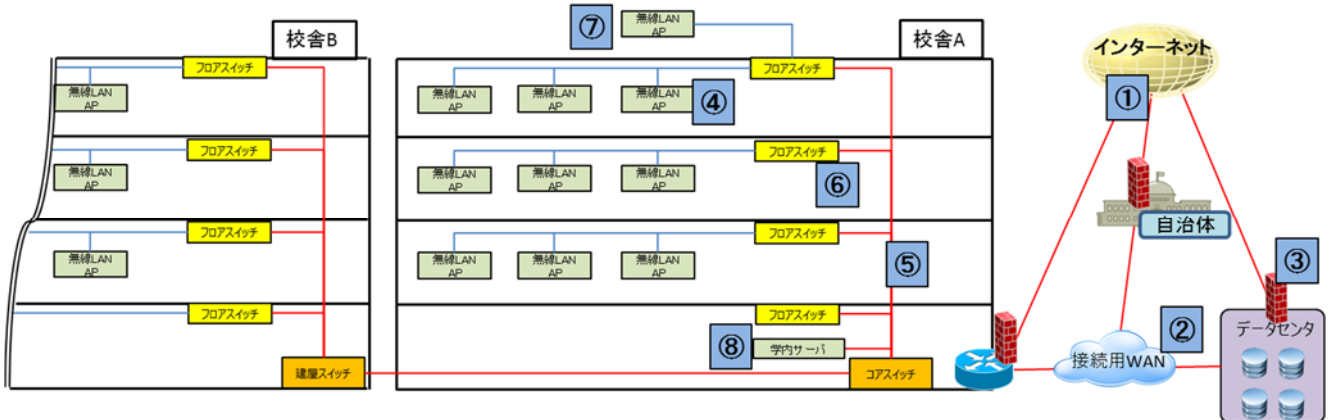 校舎B
フロアスイッチ
無線LAN
AP
フロアスイッチ
無線LAN
AP
フロアスイッチ
無線LAN
AP
フロアスイッチ
建屋スイッチ
⑦
無線LAN
AP
校舎A
フロアスイッチ
無線LAN
AP
無線LAN
AP
無線LAN
AP
④
フロアスイッチ
無線LAN
AP
無線LAN
AP
無線LAN
AP
⑥
フロアスイッチ
無線LAN
AP
無線LAN
AP
無線LAN
AP
⑤
フロアスイッチ
⑧
学内サーバ
コアスイッチ
インターネット
①
自治体
③
②
接続用WAN
データセンタ